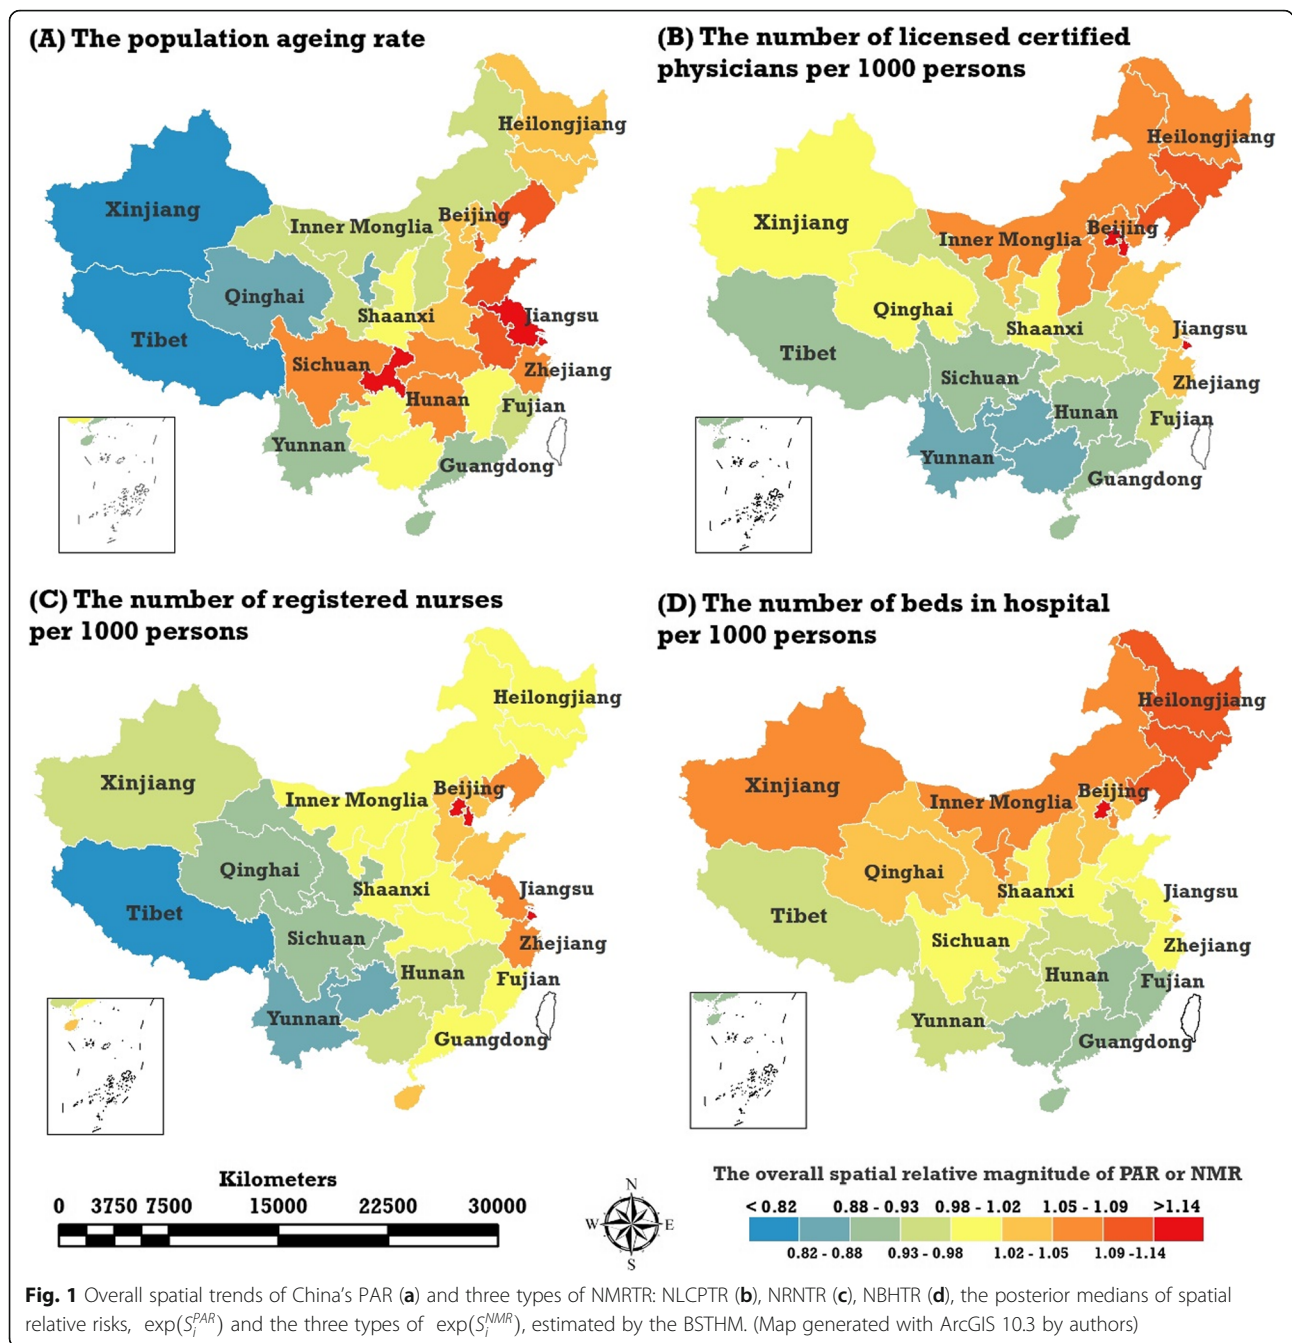 (A) The population ageing rate
Heilongjiang
Xinjiang
Inner Monglia
Beijing
Qinghai
Shaanxi
Jiangsu
Tibet
Sichuan
Zhejiang
Hunan
Fujian
Yunnan
Guangdong
(B) The number of licensed certified
physicians per 1000 persons
Heilongjiang
Xinjiang
Inner Monglia
Beijing
Qinghai
Shaanxi
Jiangsu
Tibet
Sichuan
Zhejiang
Hunan
Fujian
Yunnan
Guangdong
(C) The number of registered nurses
per 1000 persons
Heilongjiang
Xinjiang
Inner Monglia
Beijing
Qinghai
Shaanxi
Jiangsu
Tibet
Sichuan
Zhejiang
Hunan
Fujian
Yunnan
Guangdong
(D) The number of beds in hospital
per 1000 persons
Heilongjiang
Xinjiang
Inner Monglia
Beijing
Qinghai
Shaanxi
Jiangsu
Tibet
Sichuan
Zhejiang
Hunan
Fujian
Yunnan
Guangdong
Kilometers
0 3750 7500 15000 22500 30000
N
W E
S
The overall spatial relative magnitude of PAR or NMR
< 0.82 0.88 - 0.93 0.98 - 1.02 1.05 - 1.09 >1.14
0.82 - 0.88 0.93 - 0.98 1.02 - 1.05 1.09 -1.14
Fig. 1 Overall spatial trends of China's PAR (a) and three types of NMRTR: NLCPTR (b), NRNTR (c), NBHTR (d), the posterior medians of spatial
relative risks, exp(S_i^{PAR}) and the three types of exp(S_i^{NMR}), estimated by the BSTHM. (Map generated with ArcGIS 10.3 by authors)